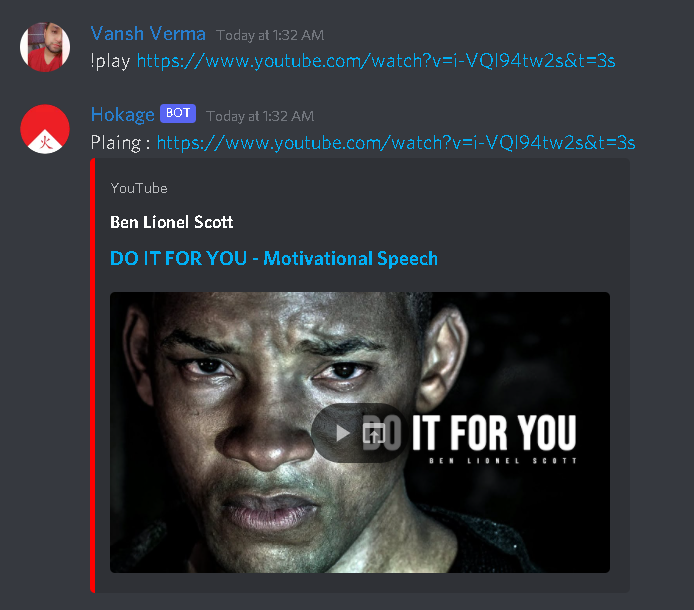 Vansh Verma Today at 1:32 AM
!play https://www.youtube.com/watch?v=i-VQl94tw2s&t=3s
火
Hokage BOT Today at 1:32 AM
Plaing : https://www.youtube.com/watch?v=i-VQl94tw2s&t=3s
YouTube
Ben Lionel Scott
DO IT FOR YOU - Motivational Speech
DO IT FOR YOU
BEN LIONEL SCOTT